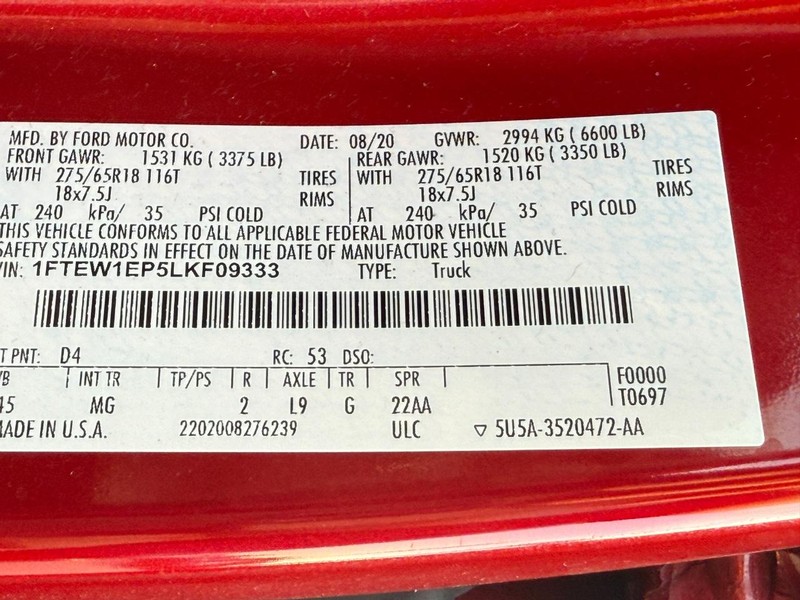 MFD. BY FORD MOTOR CO. DATE: 08/20 GVWR: 2994 KG ( 6600 LB)
FRONT GAWR: 1531 KG ( 3375 LB) REAR GAWR: 1520 KG ( 3350 LB)
WITH 275/65R18 116T TIRES WITH 275/65R18 116T TIRES
18x7.5J RIMS 18x7.5J RIMS
AT 240 kPa/ 35 PSI COLD AT 240 kPa/ 35 PSI COLD
THIS VEHICLE CONFORMS TO ALL APPLICABLE FEDERAL MOTOR VEHICLE
SAFETY STANDARDS IN EFFECT ON THE DATE OF MANUFACTURE SHOWN ABOVE.
VIN: 1FTEW1EP5LKF09333 TYPE: Truck
T PNT: D4 RC: 53 DSO:
WB INT TR TP/PS R AXLE TR SPR F0000
45 MG 2 L9 G 22AA T0697
MADE IN U.S.A. 2202008276239 ULC ▽ 5U5A-3520472-AA